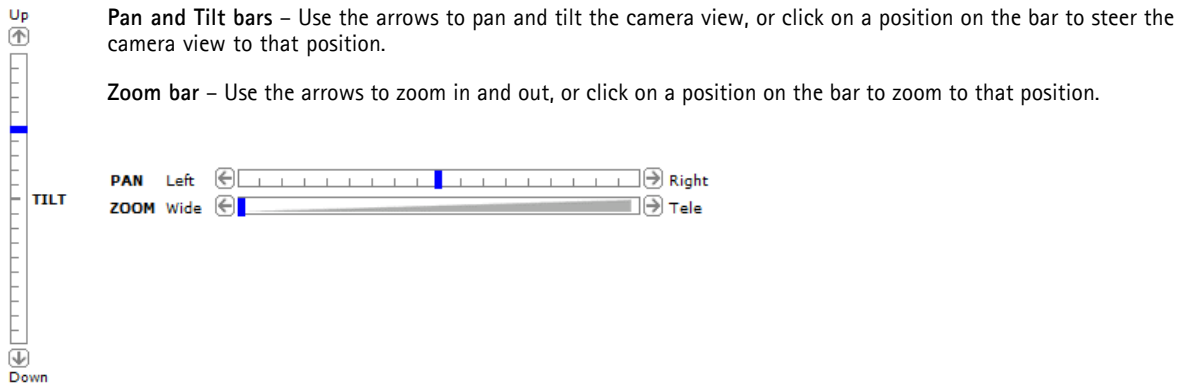 Up
Pan and Tilt bars – Use the arrows to pan and tilt the camera view, or click on a position on the bar to steer the
camera view to that position.
Zoom bar – Use the arrows to zoom in and out, or click on a position on the bar to zoom to that position.
PAN Left Right
TILT
ZOOM Wide Tele
Down